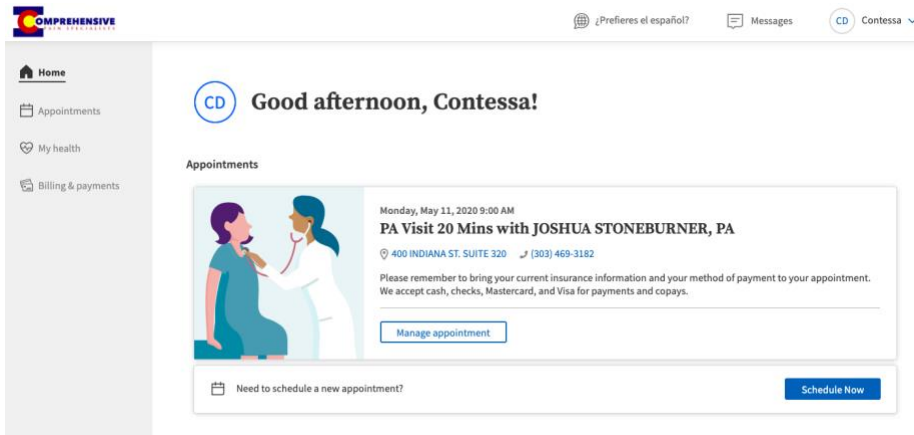 COMPREHENSIVE
PAIN SPECIALISTS
¿Prefieres el español?
Messages
CD
Contessa
Home
Appointments
My health
Billing & payments
CD
Good afternoon, Contessa!
Appointments
Monday, May 11, 2020 9:00 AM
PA Visit 20 Mins with JOSHUA STONEBURNER, PA
400 INDIANA ST. SUITE 320 (303) 469-3182
Please remember to bring your current insurance information and your method of payment to your appointment.
We accept cash, checks, Mastercard, and Visa for payments and copays.
Manage appointment
Need to schedule a new appointment?
Schedule Now